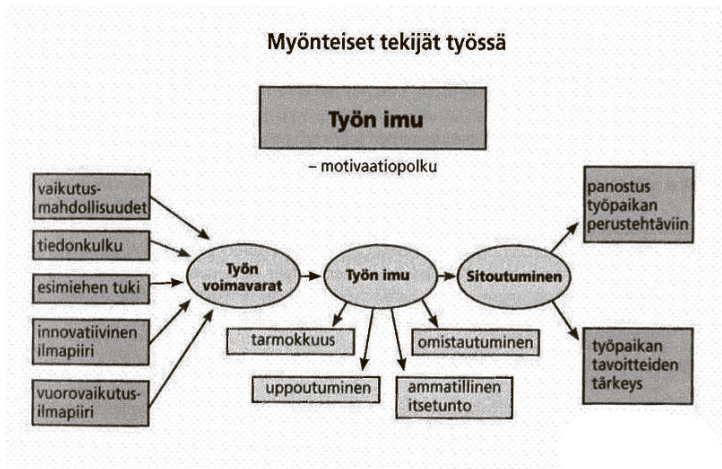 Myönteiset tekijät työssä
Työn imu
– motivaatiopolku
vaikutus-
mahdollisuudet
tiedonkulku
esimiehen tuki
innovatiivinen
ilmapiiri
vuorovaikutus-
ilmapiiri
Työn
voimavarat
Työn imu
Sitoutuminen
tarmokkuus
omistautuminen
uppoutuminen
ammatillinen
itsetunto
panostus
työpaikan
perustehtäviin
työpaikan
tavoitteiden
tärkeys